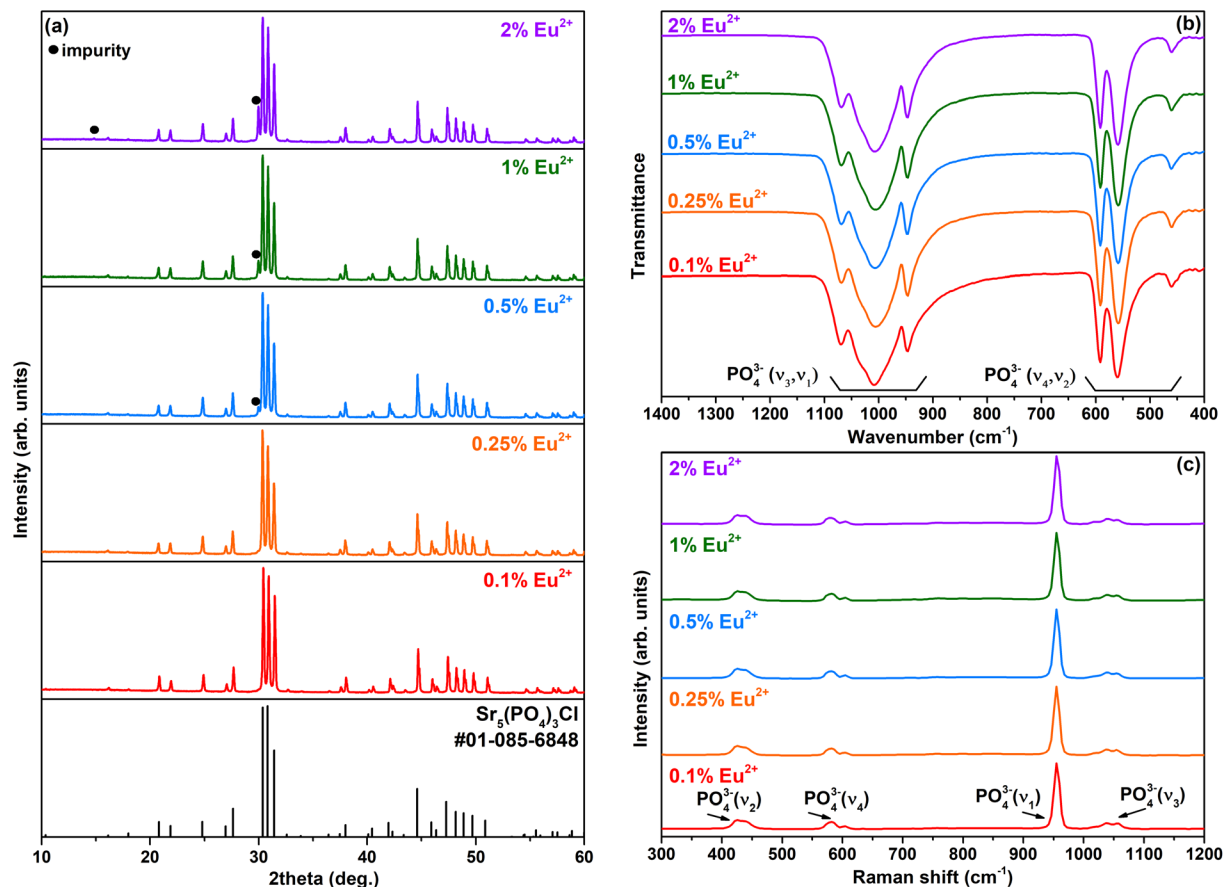 (a)
2% Eu²⁺
● impurity
1% Eu²⁺
0.5% Eu²⁺
0.25% Eu²⁺
0.1% Eu²⁺
Sr₅(PO₄)₃Cl
#01-085-6848
Intensity (arb. units)
10 20 30 40 50 60
2theta (deg.)
(b)
2% Eu²⁺
1% Eu²⁺
0.5% Eu²⁺
0.25% Eu²⁺
0.1% Eu²⁺
Transmittance
PO₄³⁻ (ν₃,ν₁) PO₄³⁻ (ν₄,ν₂)
1400 1300 1200 1100 1000 900 800 700 600 500 400
Wavenumber (cm⁻¹)
(c)
2% Eu²⁺
1% Eu²⁺
0.5% Eu²⁺
0.25% Eu²⁺
0.1% Eu²⁺
Intensity (arb. units)
PO₄³⁻(ν₂) PO₄³⁻(ν₄) PO₄³⁻(ν₁) PO₄³⁻(ν₃)
300 400 500 600 700 800 900 1000 1100 1200
Raman shift (cm⁻¹)